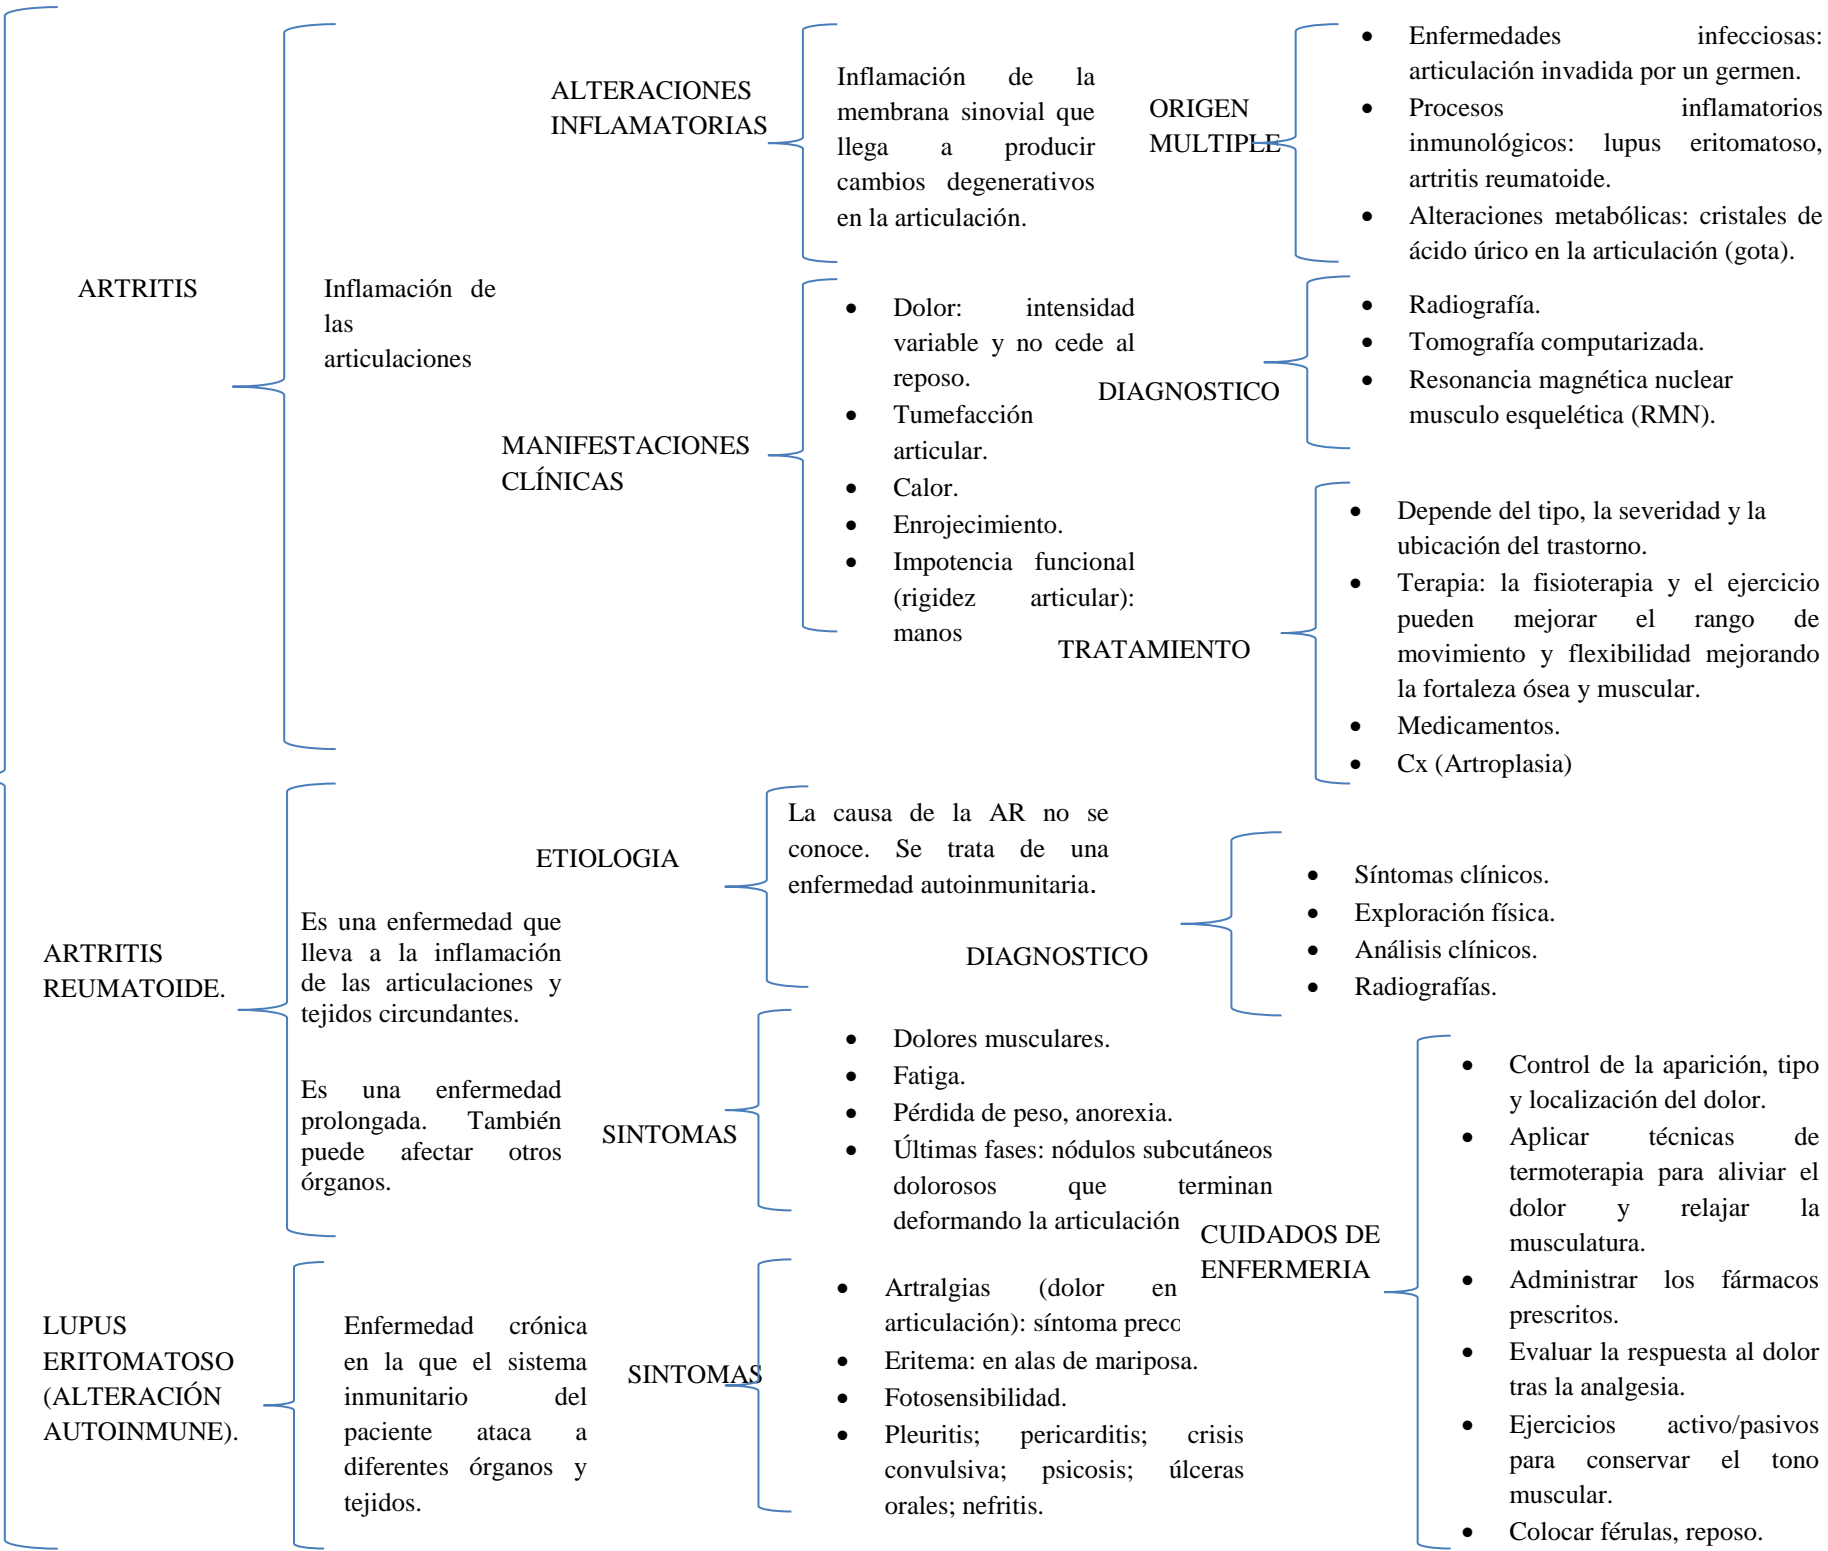 ARTRITIS
Inflamación de
las
articulaciones
ALTERACIONES
INFLAMATORIAS
Inflamación de la
membrana sinovial que
llega a producir
cambios degenerativos
en la articulación.
ORIGEN
MULTIPLE
• Enfermedades infecciosas:
articulación invadida por un germen.
• Procesos inflamatorios
inmunológicos: lupus eritomatoso,
artritis reumatoide.
• Alteraciones metabólicas: cristales de
ácido úrico en la articulación (gota).
MANIFESTACIONES
CLÍNICAS
• Dolor: intensidad
variable y no cede al
reposo.
• Tumefacción
articular.
• Calor.
• Enrojecimiento.
• Impotencia funcional
(rigidez articular):
manos
DIAGNOSTICO
• Radiografía.
• Tomografía computarizada.
• Resonancia magnética nuclear
musculo esquelética (RMN).
TRATAMIENTO
• Depende del tipo, la severidad y la
ubicación del trastorno.
• Terapia: la fisioterapia y el ejercicio
pueden mejorar el rango de
movimiento y flexibilidad mejorando
la fortaleza ósea y muscular.
• Medicamentos.
• Cx (Artroplasia)
ARTRITIS
REUMATOIDE.
Es una enfermedad que
lleva a la inflamación
de las articulaciones y
tejidos circundantes.
Es una enfermedad
prolongada. También
puede afectar otros
órganos.
ETIOLOGIA
La causa de la AR no se
conoce. Se trata de una
enfermedad autoinmunitaria.
DIAGNOSTICO
• Síntomas clínicos.
• Exploración física.
• Análisis clínicos.
• Radiografías.
SINTOMAS
• Dolores musculares.
• Fatiga.
• Pérdida de peso, anorexia.
• Últimas fases: nódulos subcutáneos
dolorosos que terminan
deformando la articulación
LUPUS
ERITOMATOSO
(ALTERACIÓN
AUTOINMUNE).
Enfermedad crónica
en la que el sistema
inmunitario del
paciente ataca a
diferentes órganos y
tejidos.
SINTOMAS
• Artralgias (dolor en
articulación): síntoma preco
• Eritema: en alas de mariposa.
• Fotosensibilidad.
• Pleuritis; pericarditis; crisis
convulsiva; psicosis; úlceras
orales; nefritis.
CUIDADOS DE
ENFERMERIA
• Control de la aparición, tipo
y localización del dolor.
• Aplicar técnicas de
termoterapia para aliviar el
dolor y relajar la
musculatura.
• Administrar los fármacos
prescritos.
• Evaluar la respuesta al dolor
tras la analgesia.
• Ejercicios activo/pasivos
para conservar el tono
muscular.
• Colocar férulas, reposo.